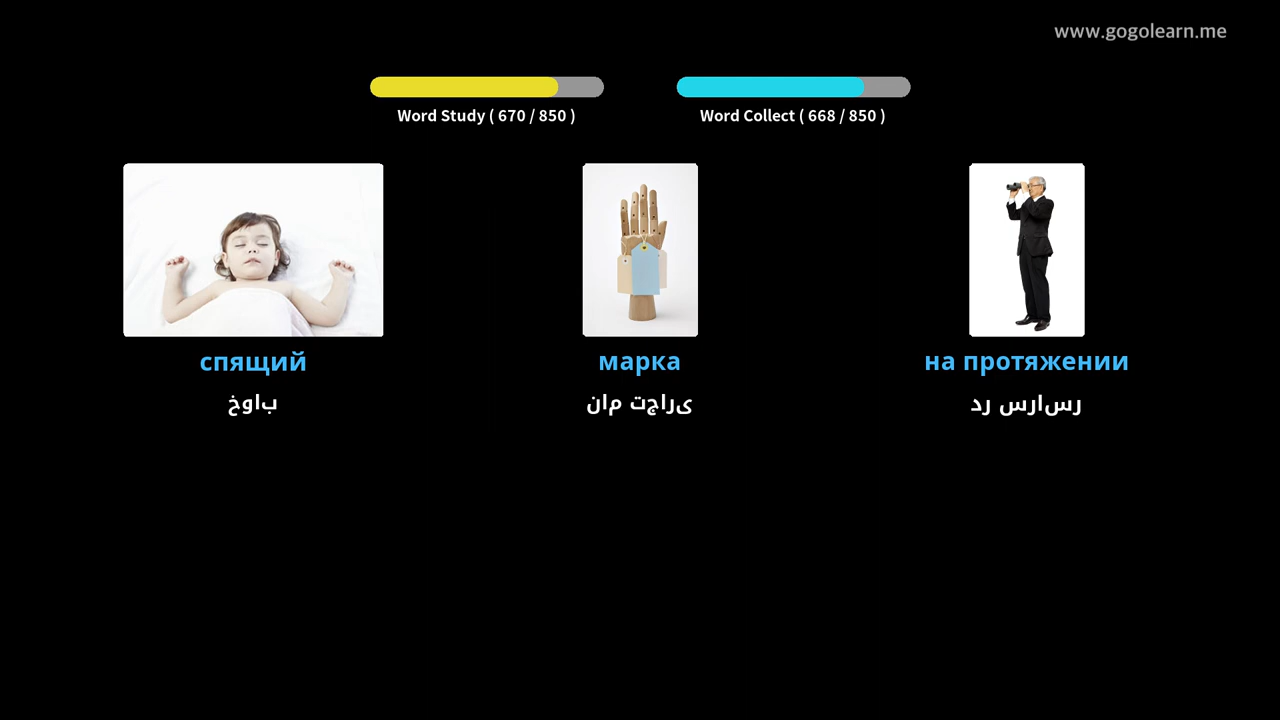 www.gogolearn.me
Word Study ( 670 / 850 )
Word Collect ( 668 / 850 )
спящий
марка
на протяжении
خواب
نام تجاری
در سراسر